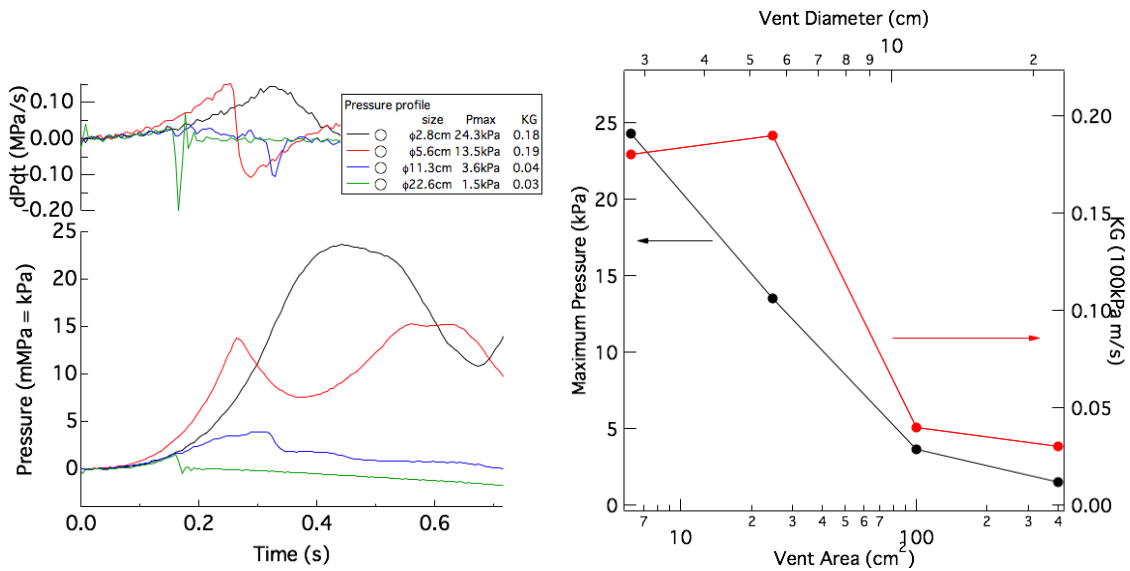 dPdt (MPa/s)
0.10
0.00
-0.10
-0.20
Pressure profile
size Pmax KG
φ2.8cm 24.3kPa 0.18
φ5.6cm 13.5kPa 0.19
φ11.3cm 3.6kPa 0.04
φ22.6cm 1.5kPa 0.03
Pressure (mMPa = kPa)
25
20
15
10
5
0
0.0 0.2 0.4 0.6
Time (s)
Vent Diameter (cm)
3 4 5 6 7 8 9 10 2
Maximum Pressure (kPa)
25
20
15
10
5
0
0.20
0.15
0.10
0.05
0.00
KG (100kPa m/s)
7 10 2 3 4 5 6 7 100 2 3 4
Vent Area (cm2)